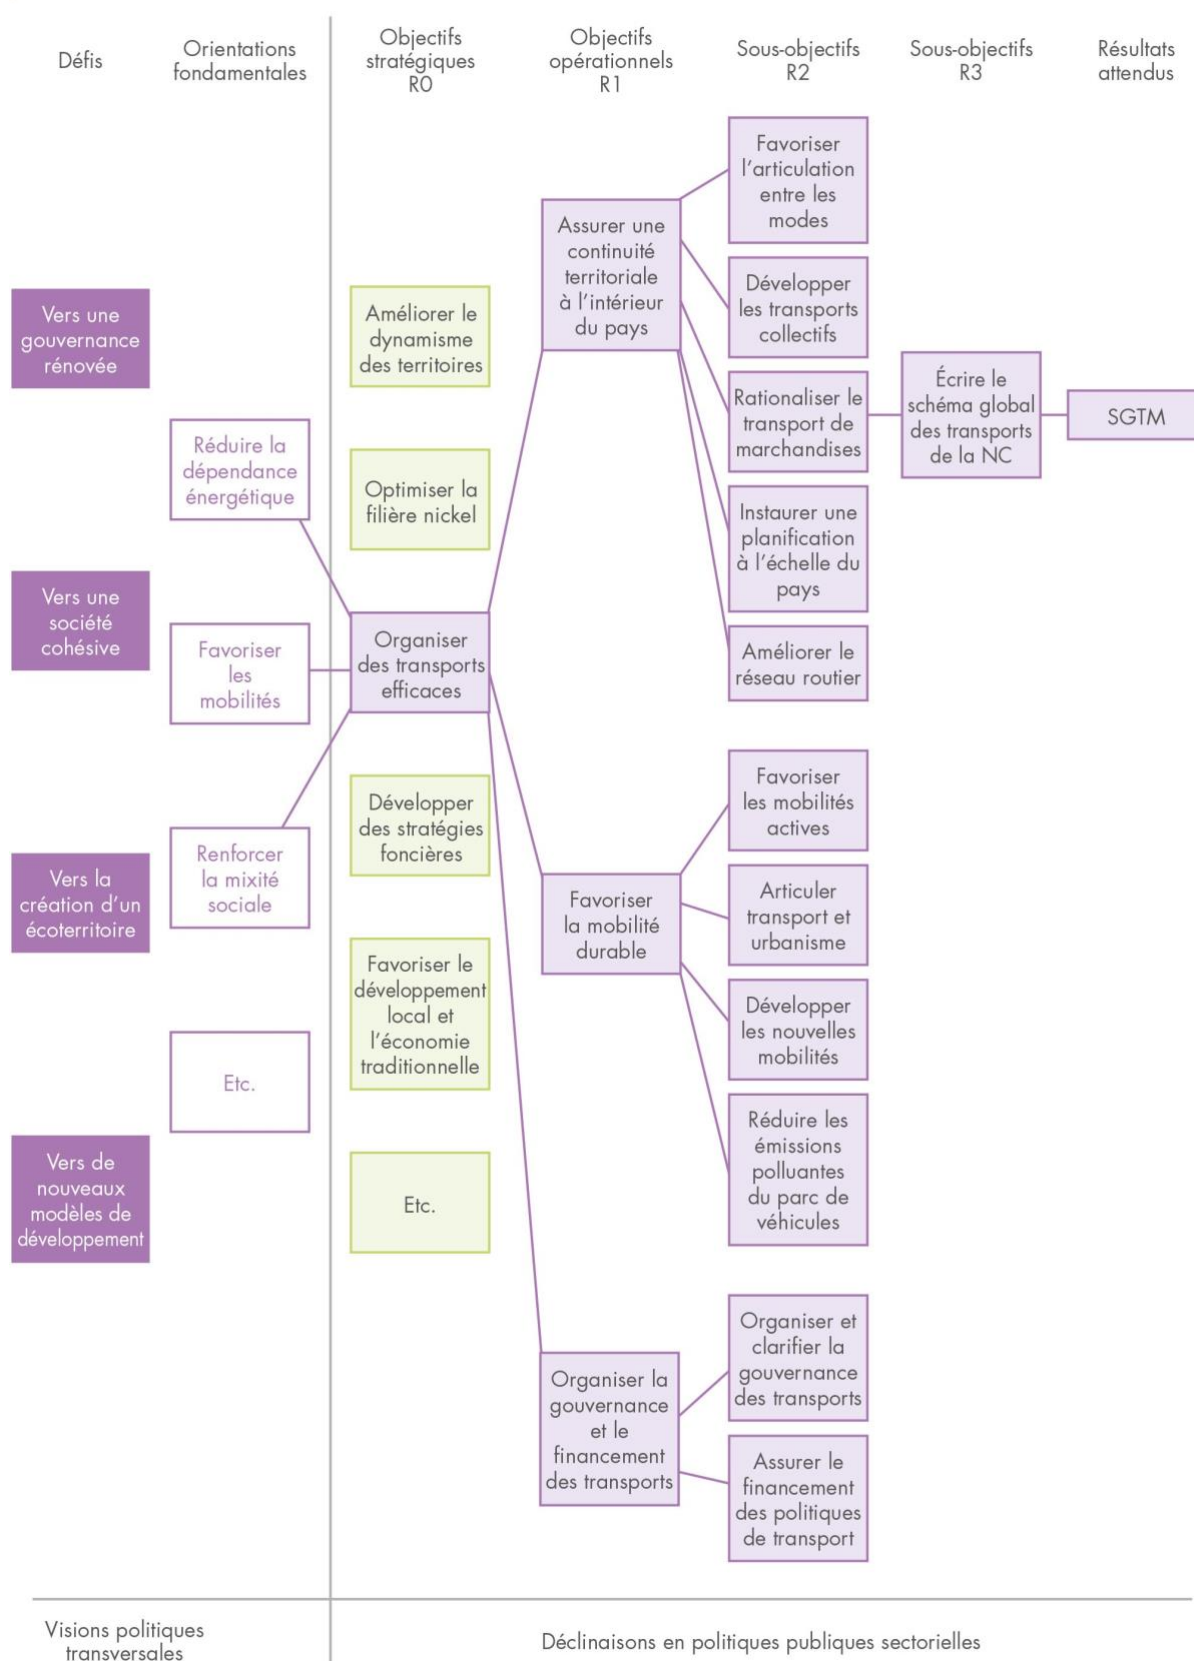 Défis
Orientations
fondamentales
Objectifs
stratégiques
R0
Objectifs
opérationnels
R1
Sous-objectifs
R2
Sous-objectifs
R3
Résultats
attendus
Vers une
gouvernance
rénovée
Vers une
société
cohésive
Vers la
création d'un
écoterritoire
Vers de
nouveaux
modèles de
développement
Réduire la
dépendance
énergétique
Favoriser
les
mobilités
Renforcer
la mixité
sociale
Etc.
Améliorer le
dynamisme
des territoires
Optimiser la
filière nickel
Organiser
des transports
efficaces
Développer
des stratégies
foncières
Favoriser le
développement
local et
l'économie
traditionnelle
Etc.
Assurer une
continuité
territoriale
à l'intérieur
du pays
Favoriser
la mobilité
durable
Organiser la
gouvernance
et le
financement
des transports
Favoriser
l'articulation
entre les
modes
Développer
les transports
collectifs
Rationaliser le
transport de
marchandises
Instaurer une
planification
à l'échelle du
pays
Améliorer le
réseau routier
Favoriser
les mobilités
actives
Articuler
transport et
urbanisme
Développer
les nouvelles
mobilités
Réduire les
émissions
polluantes
du parc de
véhicules
Organiser et
clarifier la
gouvernance
des transports
Assurer le
financement
des politiques
de transport
Écrire le
schéma global
des transports
de la NC
SGTM
Visions politiques
transversales
Déclinaisons en politiques publiques sectorielles